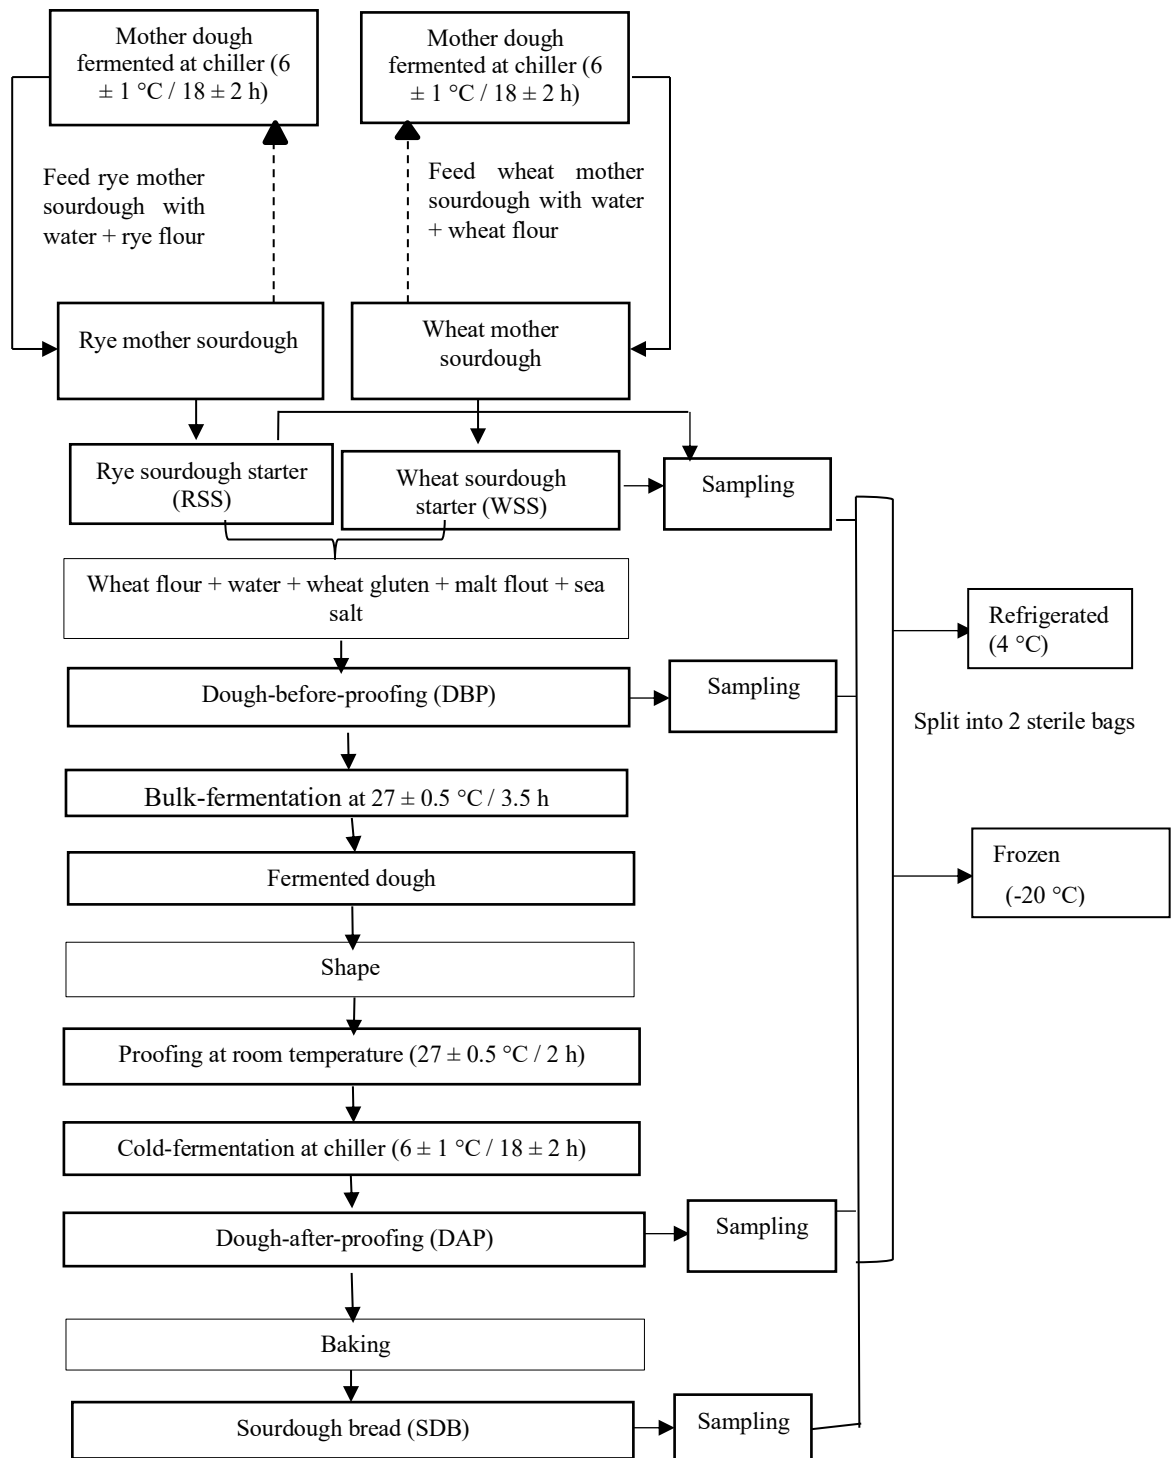 Mother dough
fermented at chiller (6
± 1 °C / 18 ± 2 h)
Mother dough
fermented at chiller (6
± 1 °C / 18 ± 2 h)
Feed rye mother
sourdough with
water + rye flour
Feed wheat mother
sourdough with water
+ wheat flour
Rye mother sourdough
Wheat mother
sourdough
Rye sourdough starter
(RSS)
Wheat sourdough
starter (WSS)
Sampling
Wheat flour + water + wheat gluten + malt flout + sea
salt
Refrigerated
(4 °C)
Dough-before-proofing (DBP)
Sampling
Split into 2 sterile bags
Bulk-fermentation at 27 ± 0.5 °C / 3.5 h
Fermented dough
Frozen
(-20 °C)
Shape
Proofing at room temperature (27 ± 0.5 °C / 2 h)
Cold-fermentation at chiller (6 ± 1 °C / 18 ± 2 h)
Dough-after-proofing (DAP)
Sampling
Baking
Sourdough bread (SDB)
Sampling